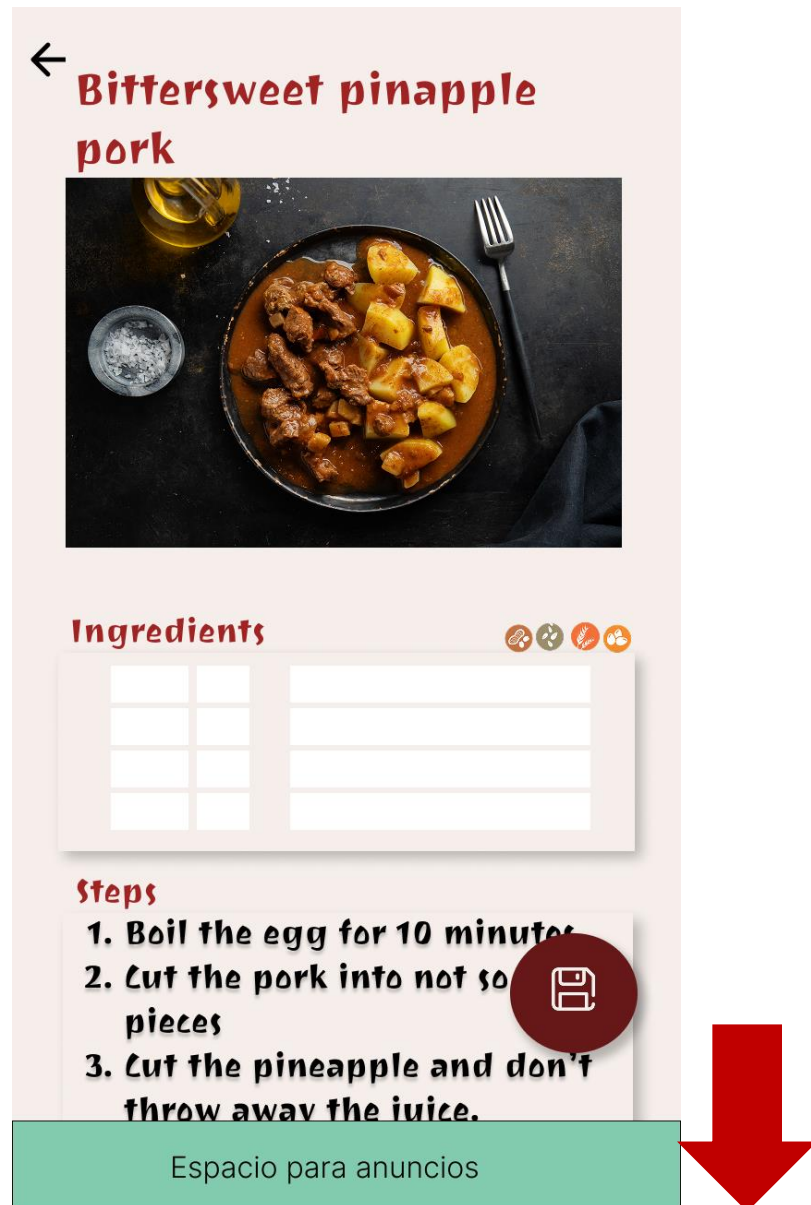 Bittersweet pinapple
pork
Ingredients
Steps
1. Boil the egg for 10 minutes
2. Cut the pork into not so
pieces
3. Cut the pineapple and don't
throw away the juice.
Espacio para anuncios